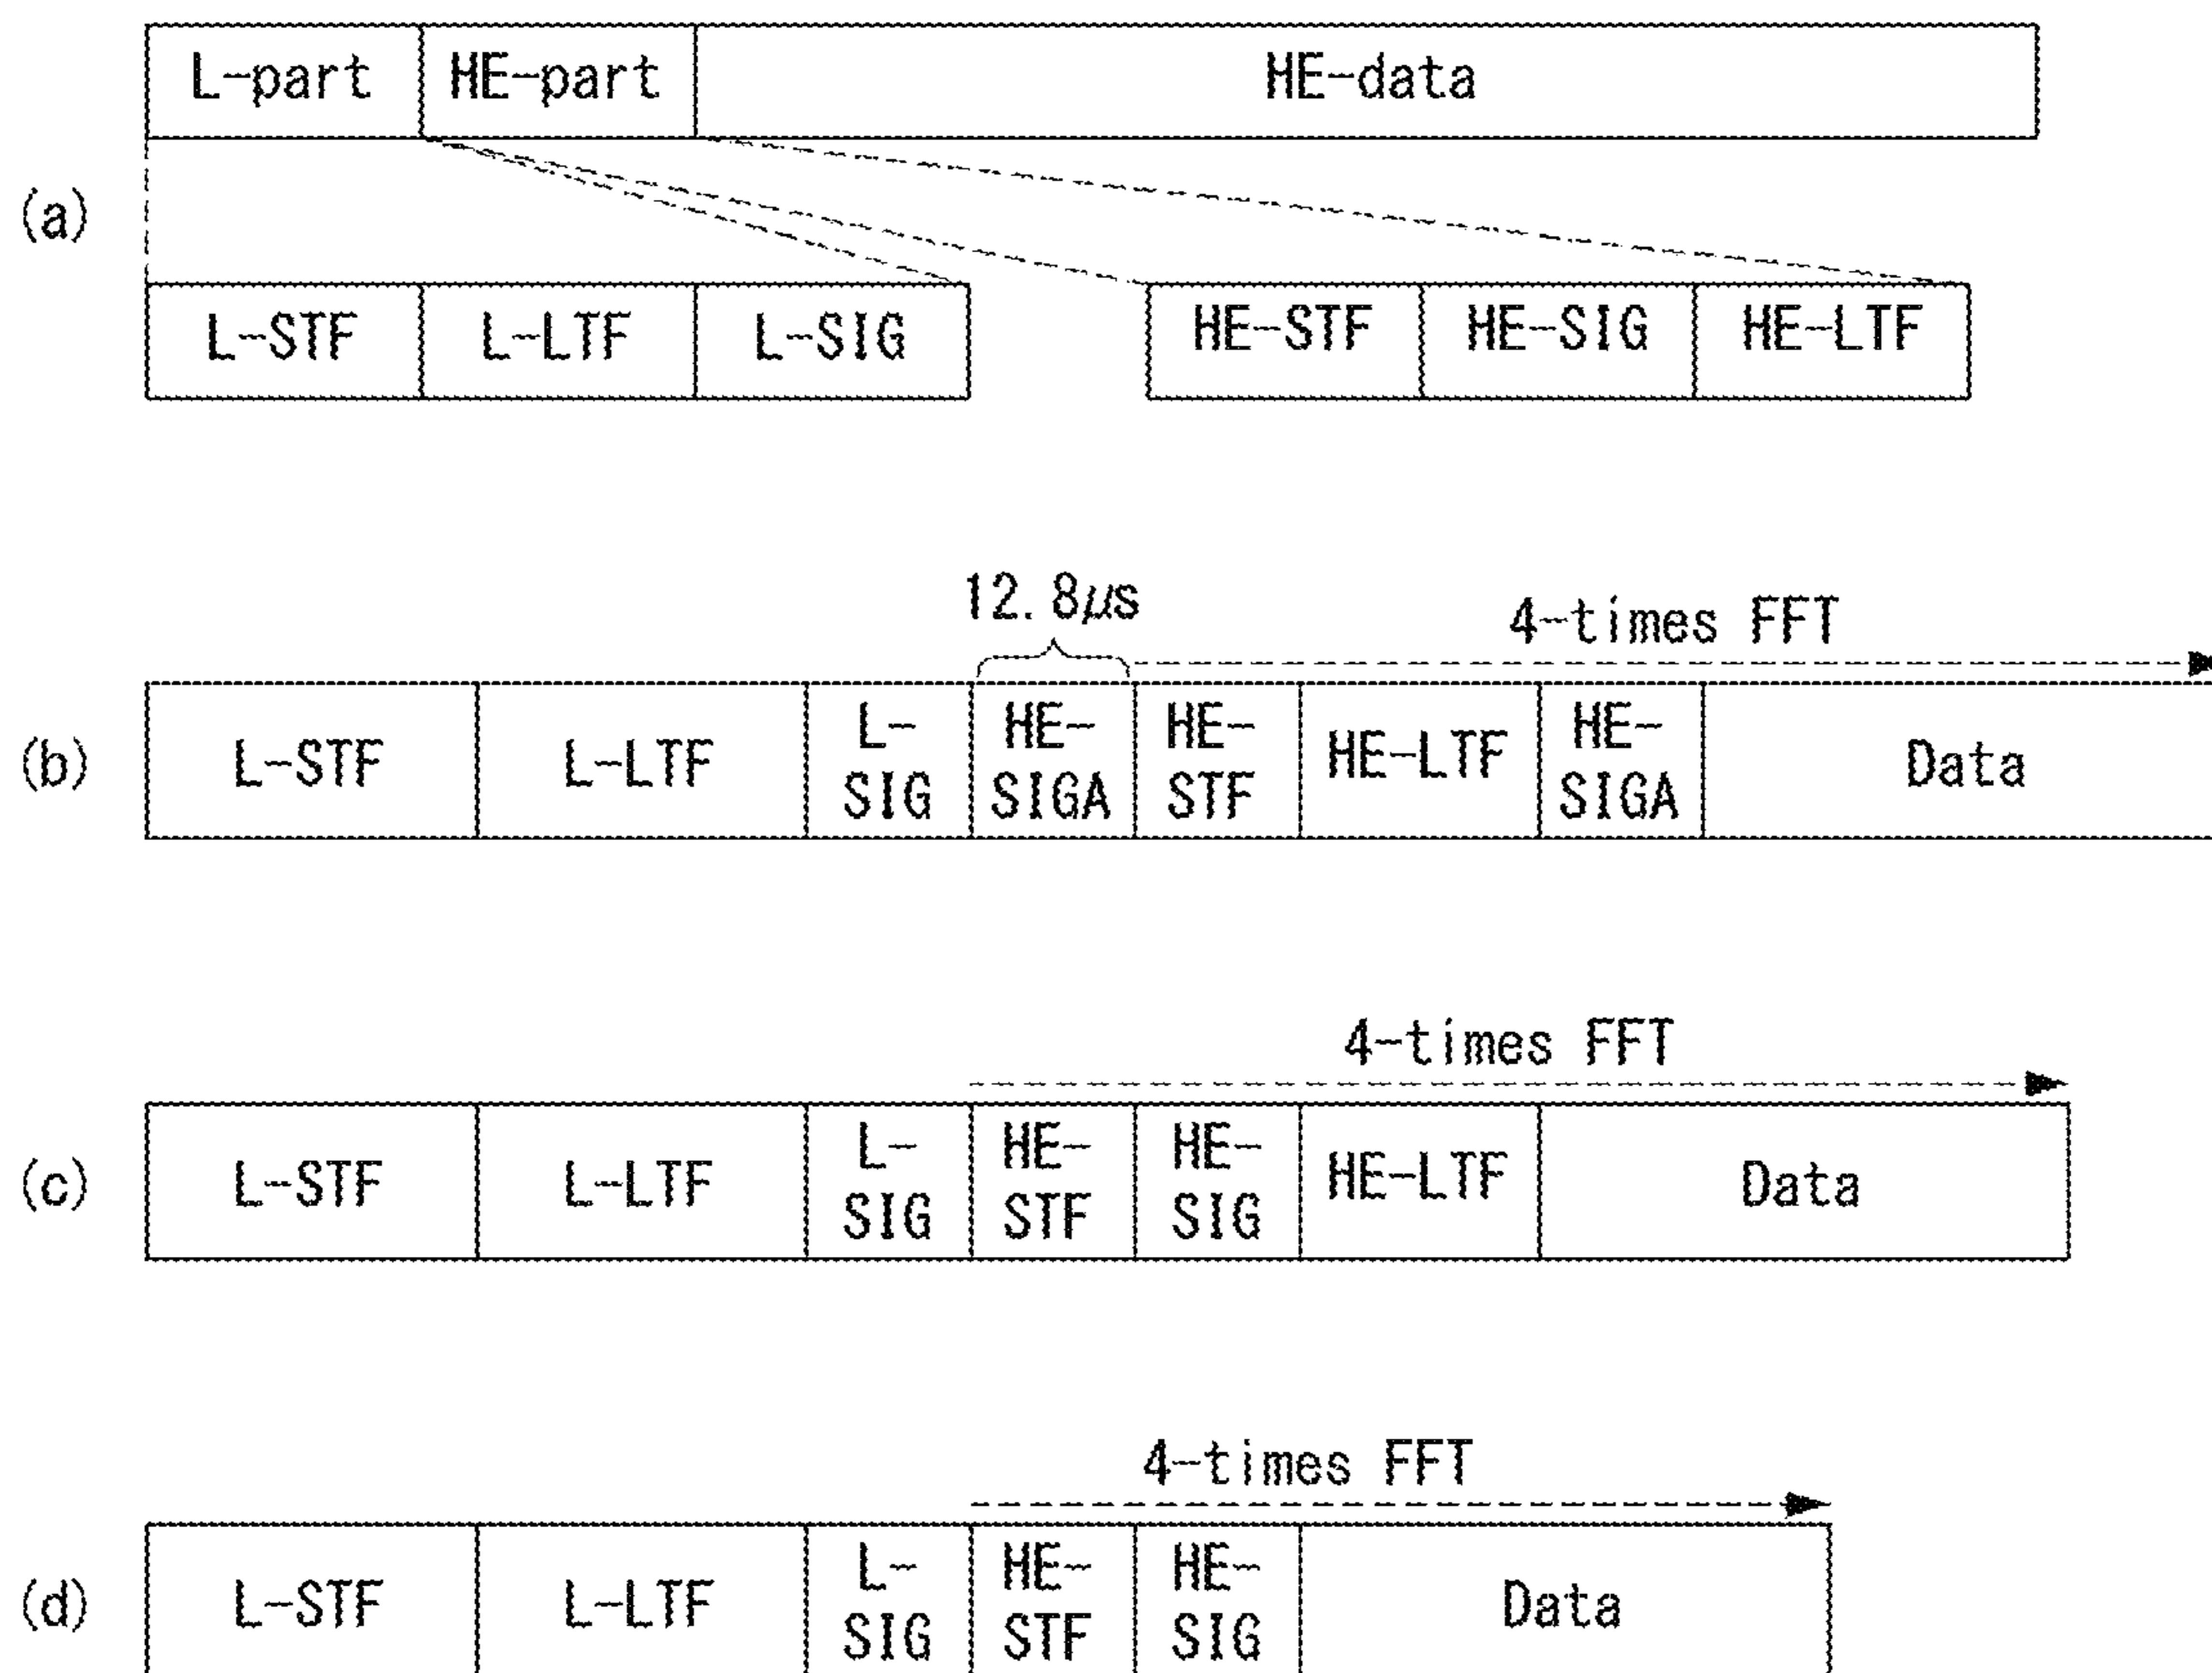 L-part HE-part HE-data
(a)
L-STF L-LTF L-SIG HE-STF HE-SIG HE-LTF
12.8μs
4-times FFT
(b)
L-STF L-LTF L-SIG HE-SIGA HE-STF HE-LTF HE-SIGA Data
4-times FFT
(c)
L-STF L-LTF L-SIG HE-STF HE-SIG HE-LTF Data
4-times FFT
(d)
L-STF L-LTF L-SIG HE-STF HE-SIG Data